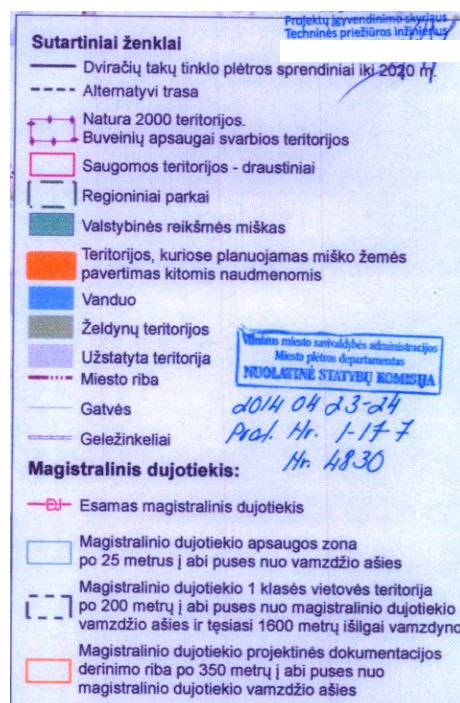 Projektų įgyvendinimo skyriaus
Techninės priežiūros inžinierius
Sutartiniai ženklai
Dviračių takų tinklo plėtros sprendiniai iki 2020 m.
Alternatyvi trasa
Natura 2000 teritorijos.
Buveinių apsaugai svarbios teritorijos
Saugomos teritorijos - draustiniai
Regioniniai parkai
Valstybinės reikšmės miškas
Teritorijos, kuriose planuojamas miško žemės
pavertimas kitomis naudmenomis
Vanduo
Želdynų teritorijos
Užstatyta teritorija
Miesto riba
Gatvės
Geležinkeliai
Vilniaus miesto savivaldybės administracijos
Miesto plėtros departamentas
NUOLATINĖ STATYBŲ KOMISIJA
2014 04 23-24
Prot. Nr. 1-17-7
Nr. 4830
Magistralinis dujotiekis:
DJ Esamas magistralinis dujotiekis
Magistralinio dujotiekio apsaugos zona
po 25 metrus į abi puses nuo vamzdžio ašies
Magistralinio dujotiekio 1 klasės vietovės teritorija
po 200 metrų į abi puses nuo magistralinio dujotiekio
vamzdžio ašies ir tęsiasi 1600 metrų išilgai vamzdyno
Magistralinio dujotiekio projektinės dokumentacijos
derinimo riba po 350 metrų į abi puses nuo
magistralinio dujotiekio vamzdžio ašies